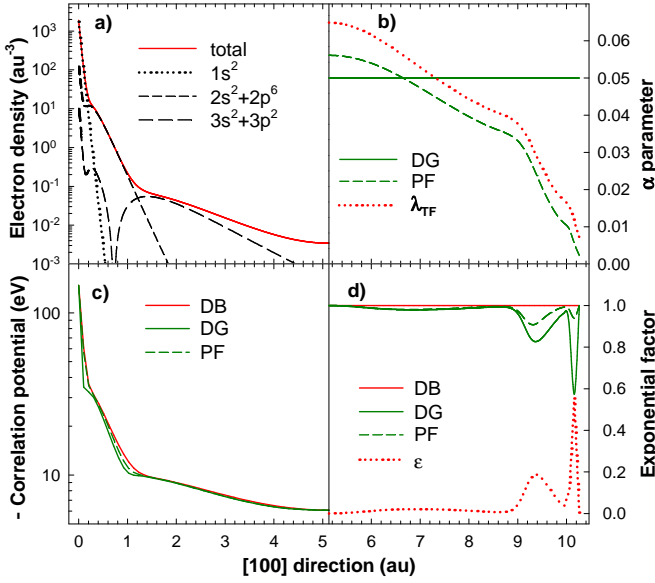 a)
total
1s²
2s²+2p⁶
3s²+3p²
Electron density (au⁻³)
10³
10²
10¹
10⁰
10⁻¹
10⁻²
10⁻³
b)
DG
PF
λTF
α parameter
0.06
0.05
0.04
0.03
0.02
0.01
0.00
c)
DB
DG
PF
- Correlation potential (eV)
100
10
0 1 2 3 4 5
d)
DB
DG
PF
ε
Exponential factor
1.0
0.8
0.6
0.4
0.2
0.0
6 7 8 9 10
[100] direction (au)
[100] direction (au)